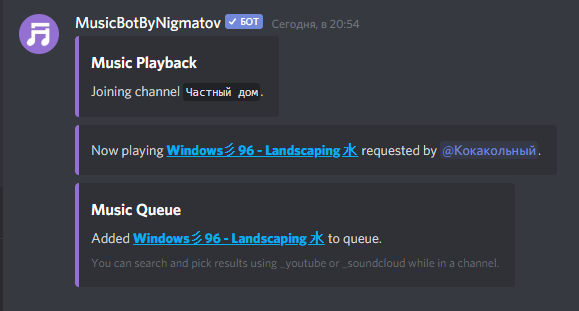 MusicBotByNigmatov ✓ БОТ Сегодня, в 20:54
Music Playback
Joining channel Частный дом.
Now playing Windows彡96 - Landscaping 水 requested by @Кокакольный.
Music Queue
Added Windows彡96 - Landscaping 水 to queue.
You can search and pick results using _youtube or _soundcloud while in a channel.